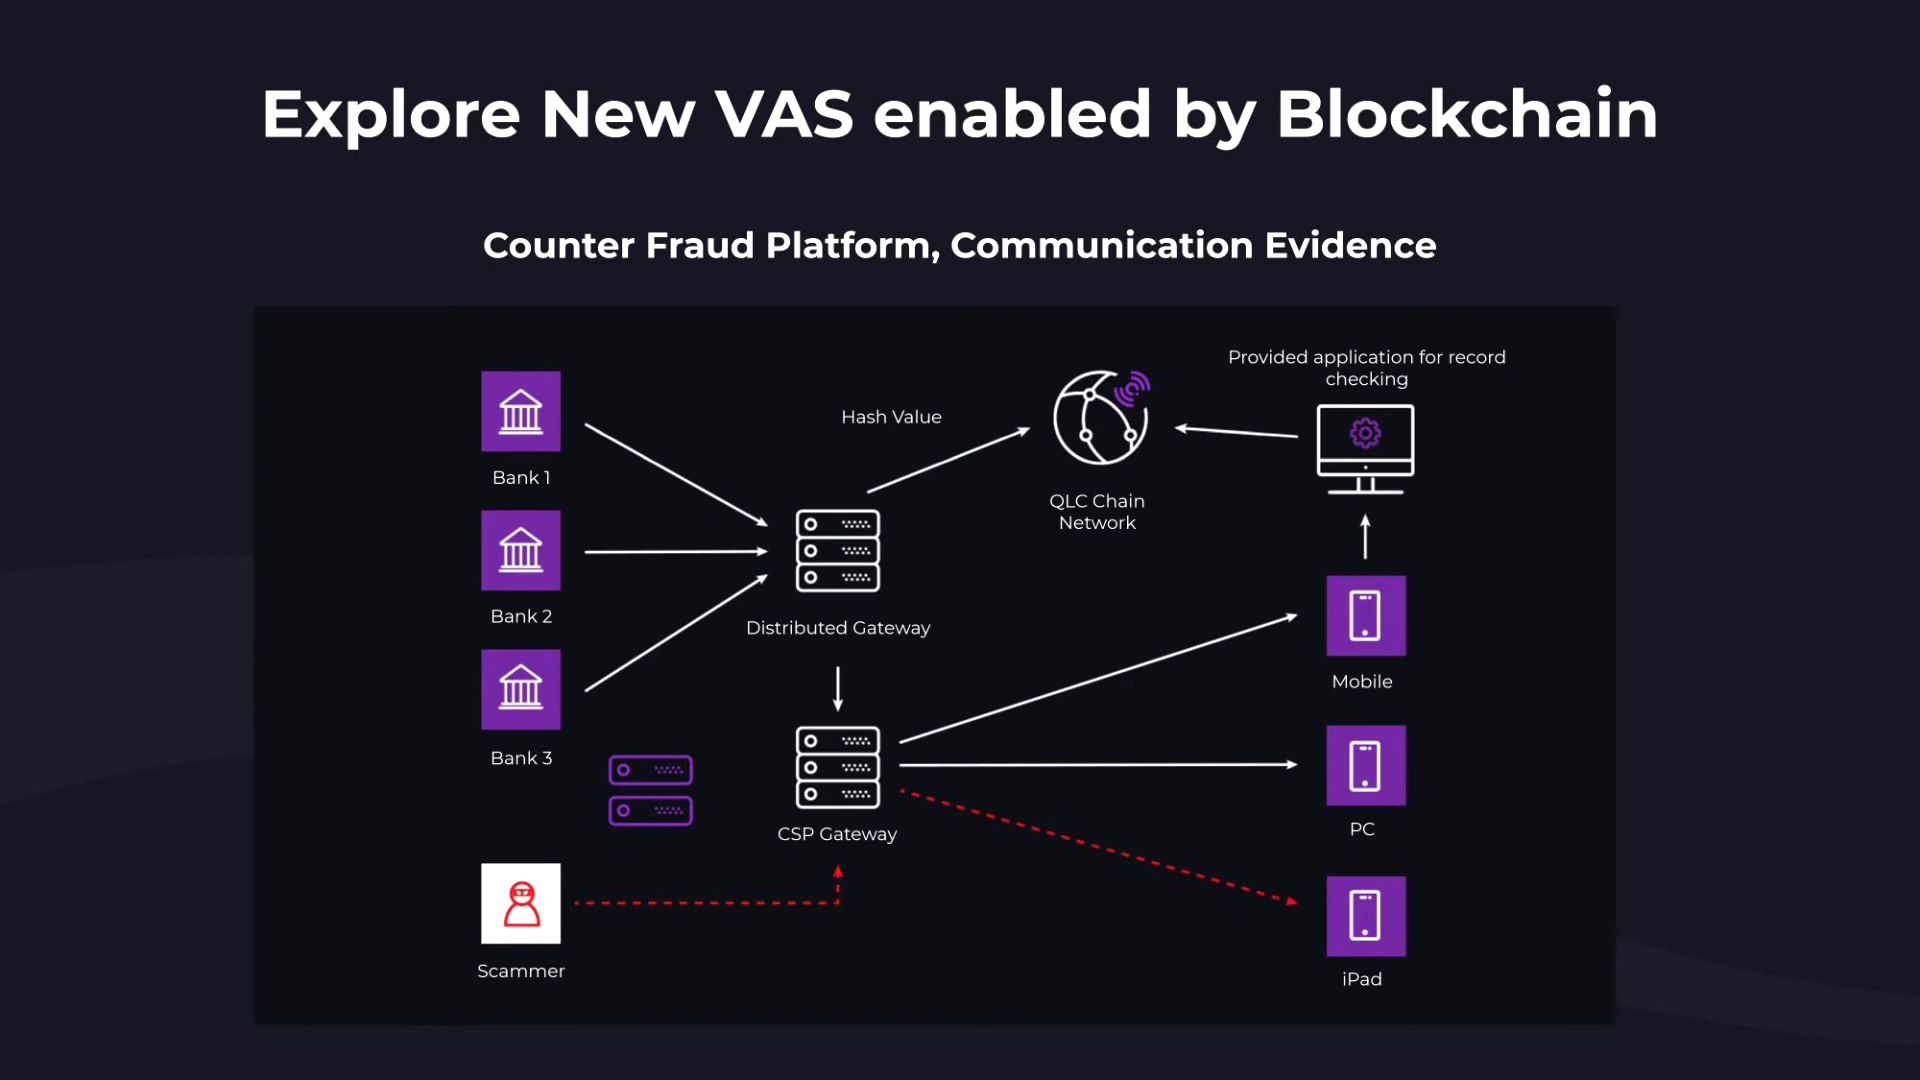 Explore New VAS enabled by Blockchain
Counter Fraud Platform, Communication Evidence
Provided application for record
checking
Hash Value
Bank 1
QLC Chain
Network
Bank 2
Distributed Gateway
Mobile
Bank 3
CSP Gateway
PC
Scammer
iPad